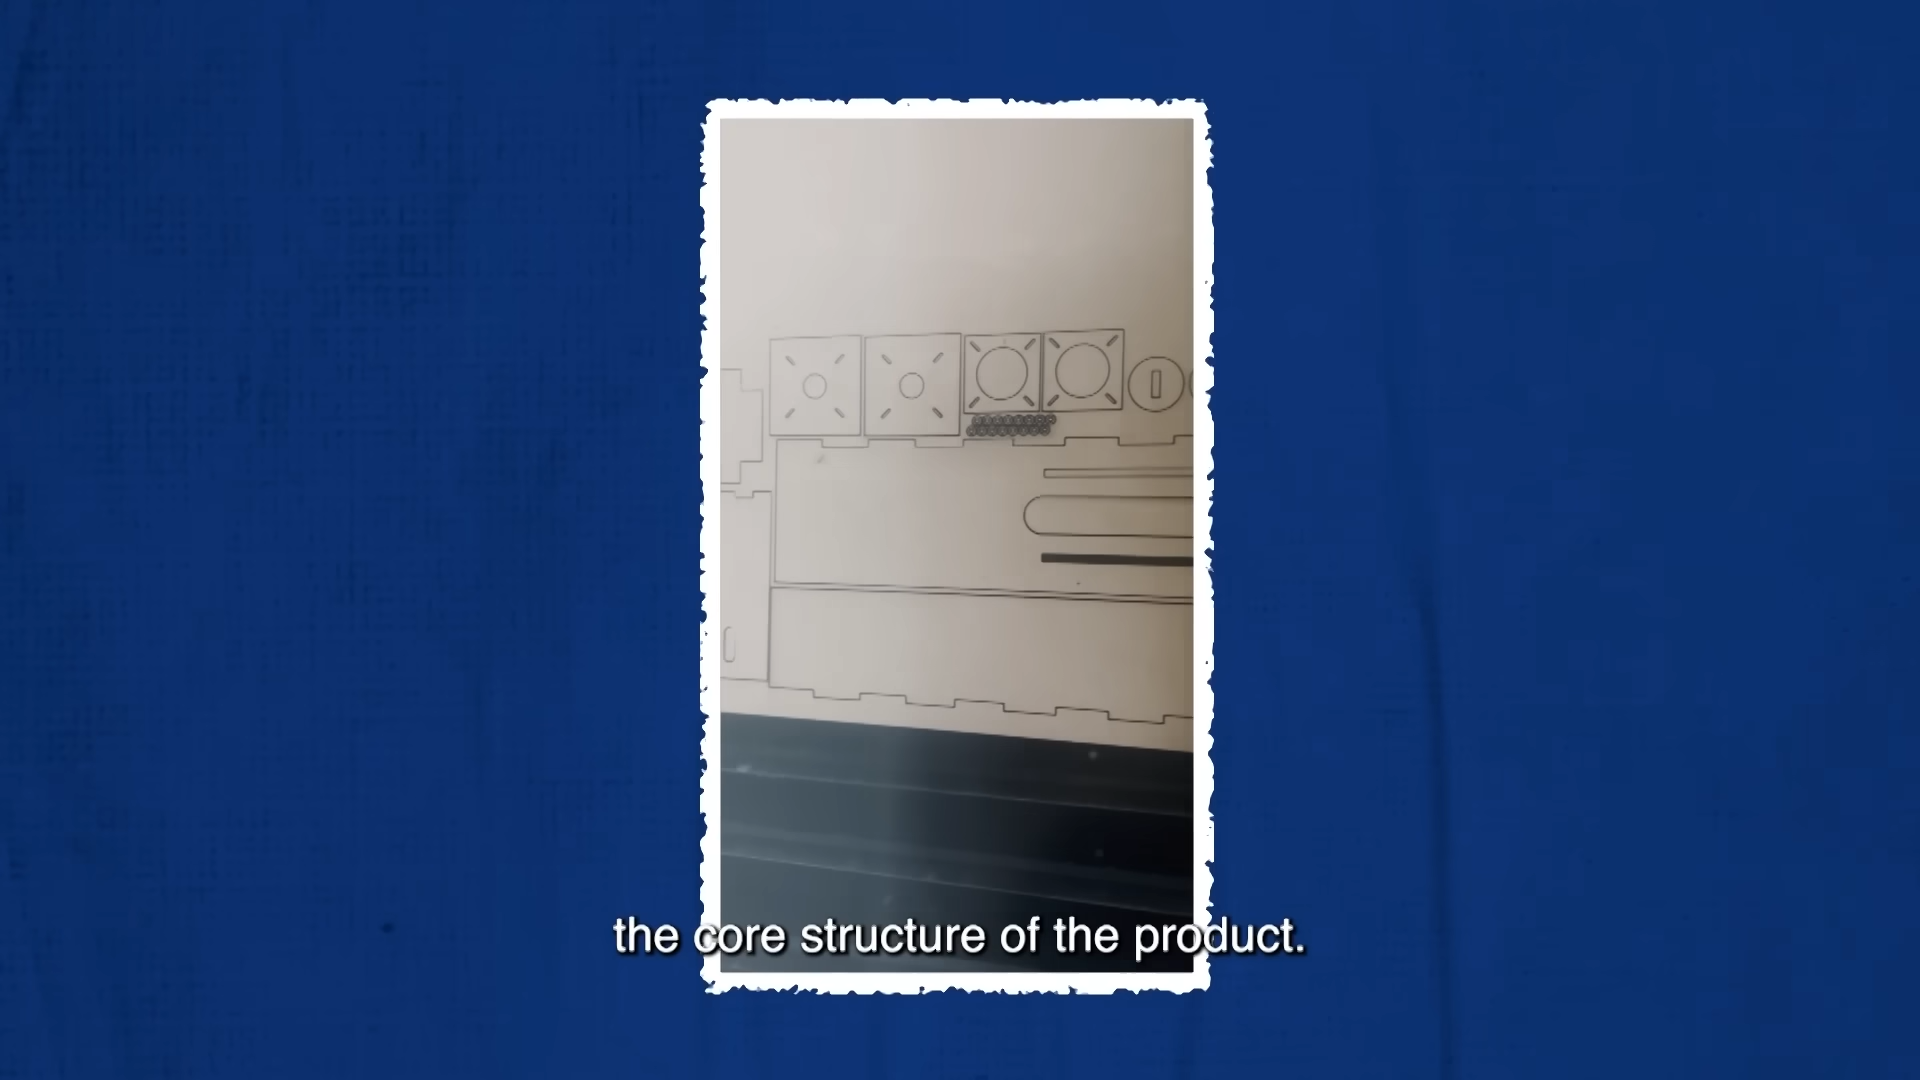 the core structure of the product.